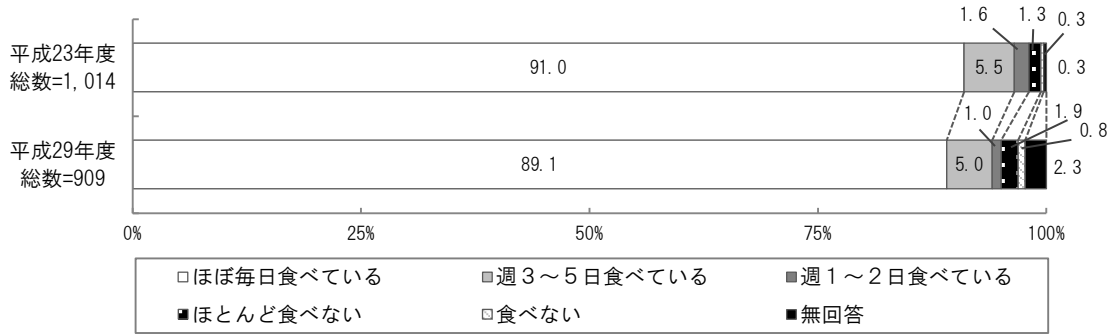 1.6 1.3 0.3
平成23年度
総数=1,014
91.0 5.5 0.3
1.0 1.9 0.8
平成29年度
総数=909
89.1 5.0 2.3
0% 25% 50% 75% 100%
ほぼ毎日食べている 週３～５日食べている 週１～２日食べている
ほとんど食べない 食べない 無回答